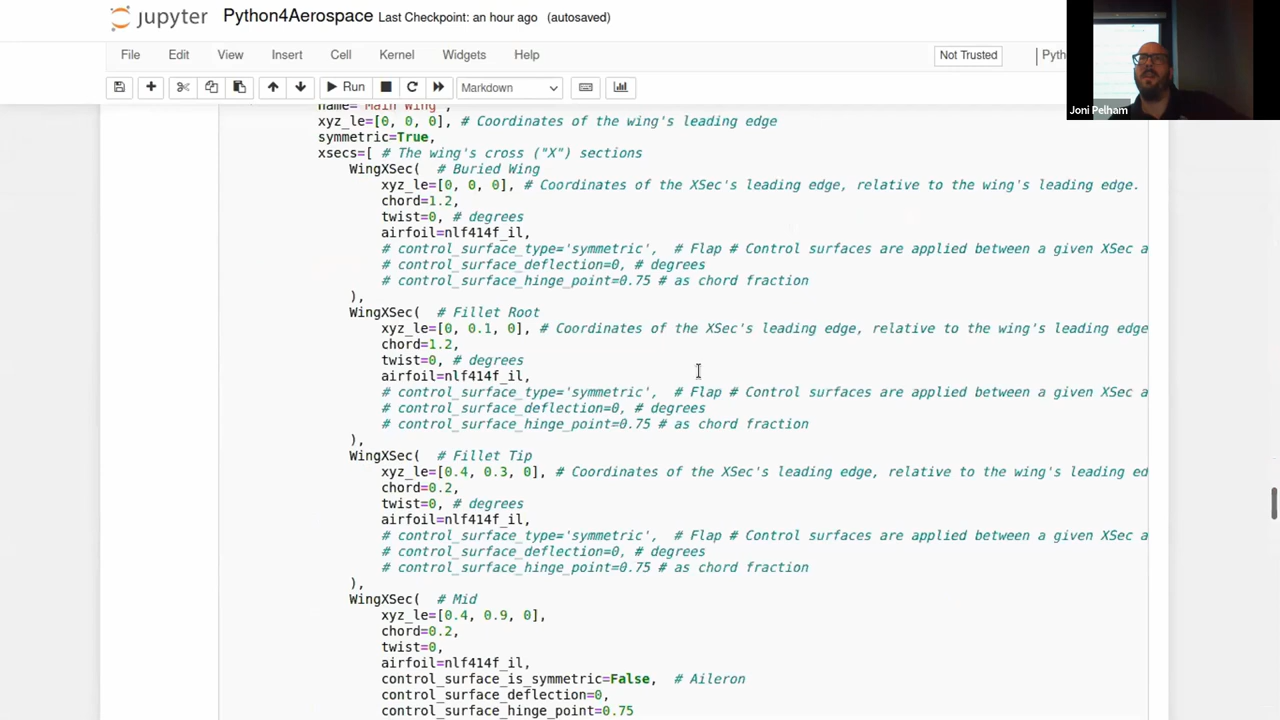 jupyter Python4Aerospace Last Checkpoint: an hour ago (autosaved)
File Edit View Insert Cell Kernel Widgets Help Not Trusted Pyth
Run Markdown
Joni Pelham
name="Main Wing",
xyz_le=[0, 0, 0], # Coordinates of the wing's leading edge
symmetric=True,
xsecs=[ # The wing's cross ("X") sections
WingXSec( # Buried Wing
xyz_le=[0, 0, 0], # Coordinates of the XSec's leading edge, relative to the wing's leading edge.
chord=1.2,
twist=0, # degrees
airfoil=nlf414f_il,
# control_surface_type='symmetric', # Flap # Control surfaces are applied between a given XSec a
# control_surface_deflection=0, # degrees
# control_surface_hinge_point=0.75 # as chord fraction
),
WingXSec( # Fillet Root
xyz_le=[0, 0.1, 0], # Coordinates of the XSec's leading edge, relative to the wing's leading edge
chord=1.2,
twist=0, # degrees
airfoil=nlf414f_il,
# control_surface_type='symmetric', # Flap # Control surfaces are applied between a given XSec a
# control_surface_deflection=0, # degrees
# control_surface_hinge_point=0.75 # as chord fraction
),
WingXSec( # Fillet Tip
xyz_le=[0.4, 0.3, 0], # Coordinates of the XSec's leading edge, relative to the wing's leading ed
chord=0.2,
twist=0, # degrees
airfoil=nlf414f_il,
# control_surface_type='symmetric', # Flap # Control surfaces are applied between a given XSec a
# control_surface_deflection=0, # degrees
# control_surface_hinge_point=0.75 # as chord fraction
),
WingXSec( # Mid
xyz_le=[0.4, 0.9, 0],
chord=0.2,
twist=0,
airfoil=nlf414f_il,
control_surface_is_symmetric=False, # Aileron
control_surface_deflection=0,
control_surface_hinge_point=0.75